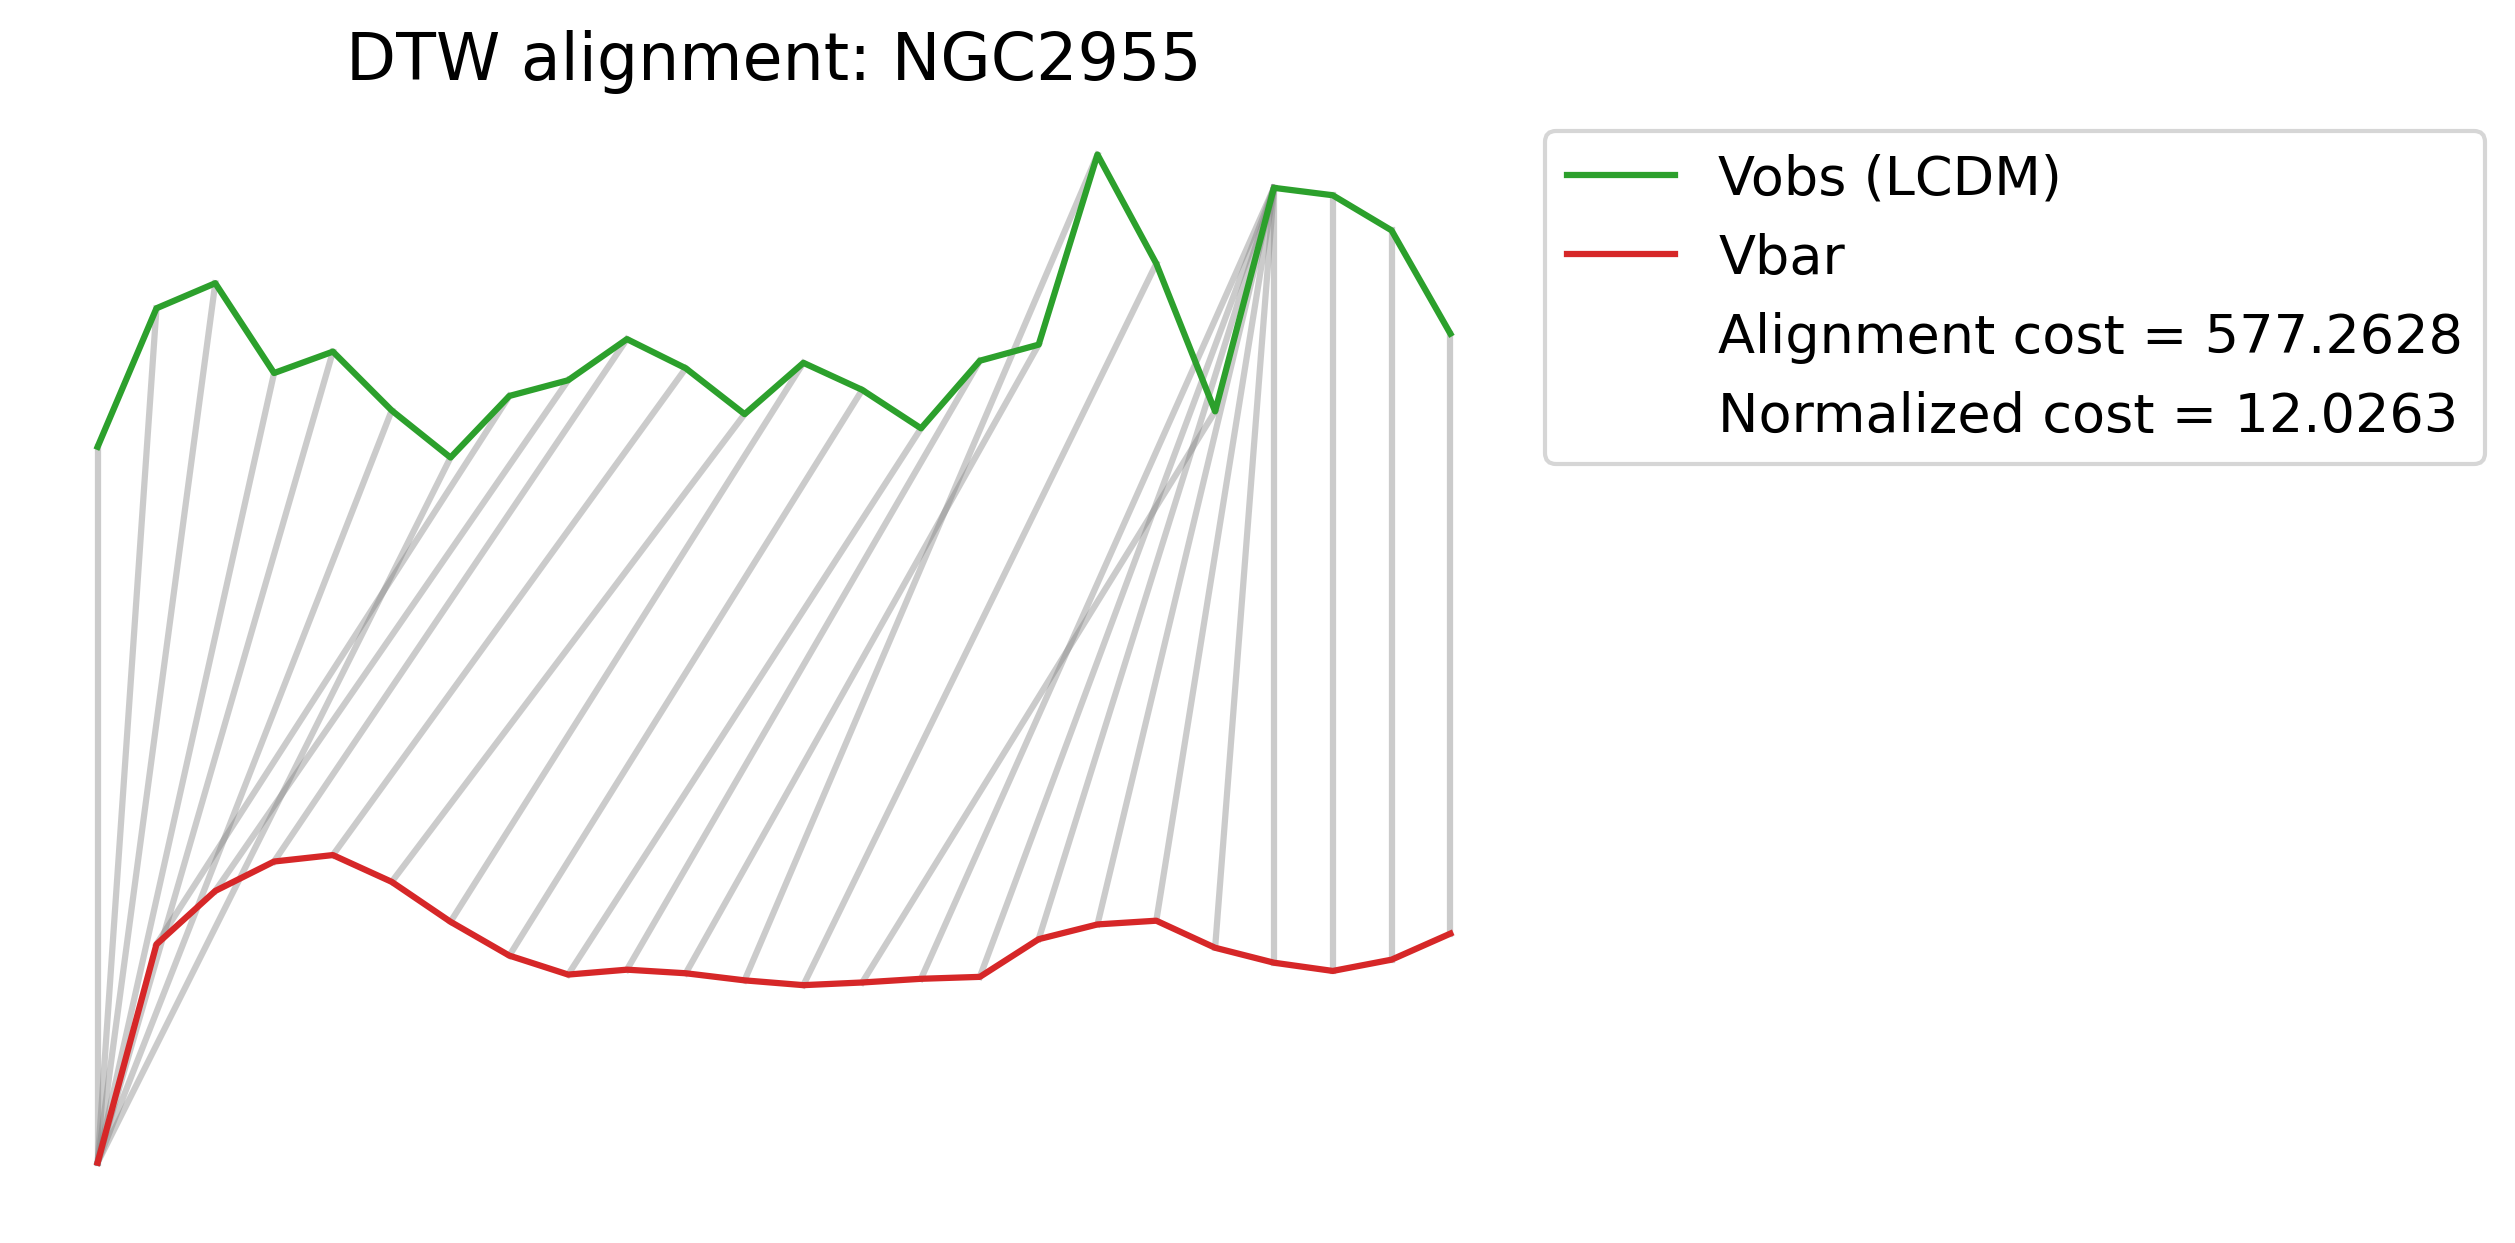 DTW alignment: NGC2955
Vobs (LCDM)
Vbar
Alignment cost = 577.2628
Normalized cost = 12.0263